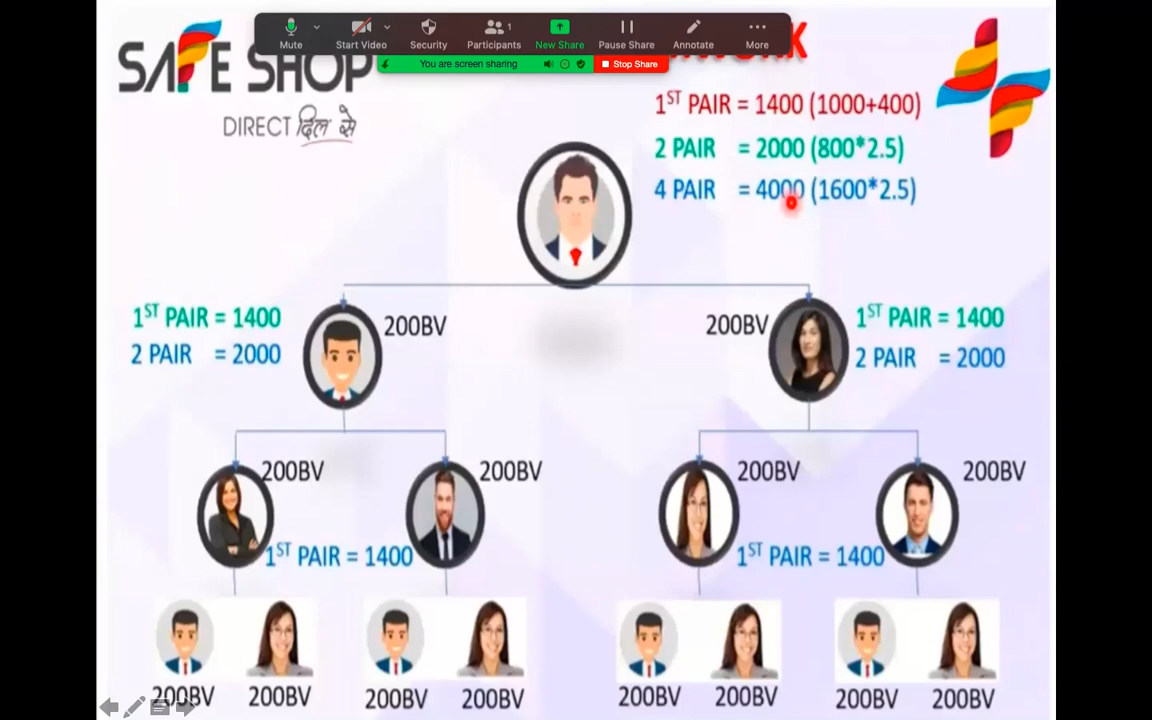 1
Mute
Start Video
Security
Participants
New Share
Pause Share
Annotate
More
You are screen sharing
Stop Share
SAFE SHOP
DIRECT दिल से
1ST PAIR = 1400 (1000+400)
2 PAIR = 2000 (800*2.5)
4 PAIR = 4000 (1600*2.5)
1ST PAIR = 1400
2 PAIR = 2000
200BV
200BV
1ST PAIR = 1400
2 PAIR = 2000
200BV
200BV
200BV
200BV
1ST PAIR = 1400
1ST PAIR = 1400
200BV
200BV
200BV
200BV
200BV
200BV
200BV
200BV